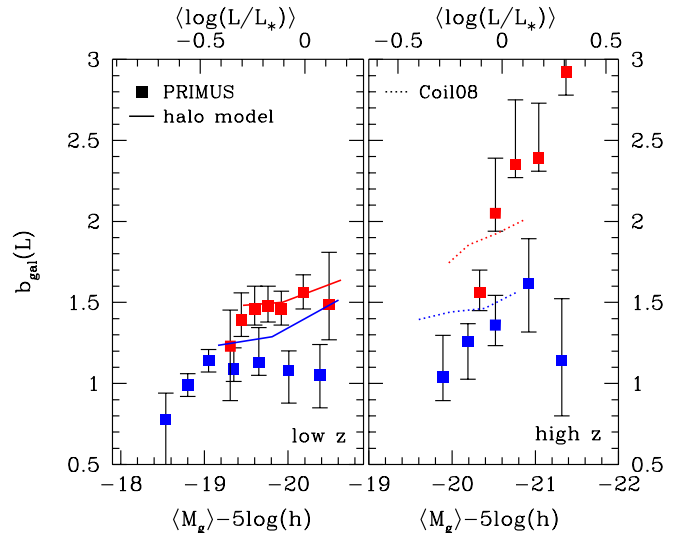 ⟨log(L/L*)⟩ ⟨log(L/L*)⟩
−0.4 0 −0.4 0 0.5
3 3
PRIMUS Coil08
halo model
2.5 2.5
2 2
b_gal(L)
1.5 1.5
1 1
low z high z
0.5 0.5
−18 −19 −20 −19 −20 −21 −22
⟨M_g⟩−5log(h) ⟨M_g⟩−5log(h)